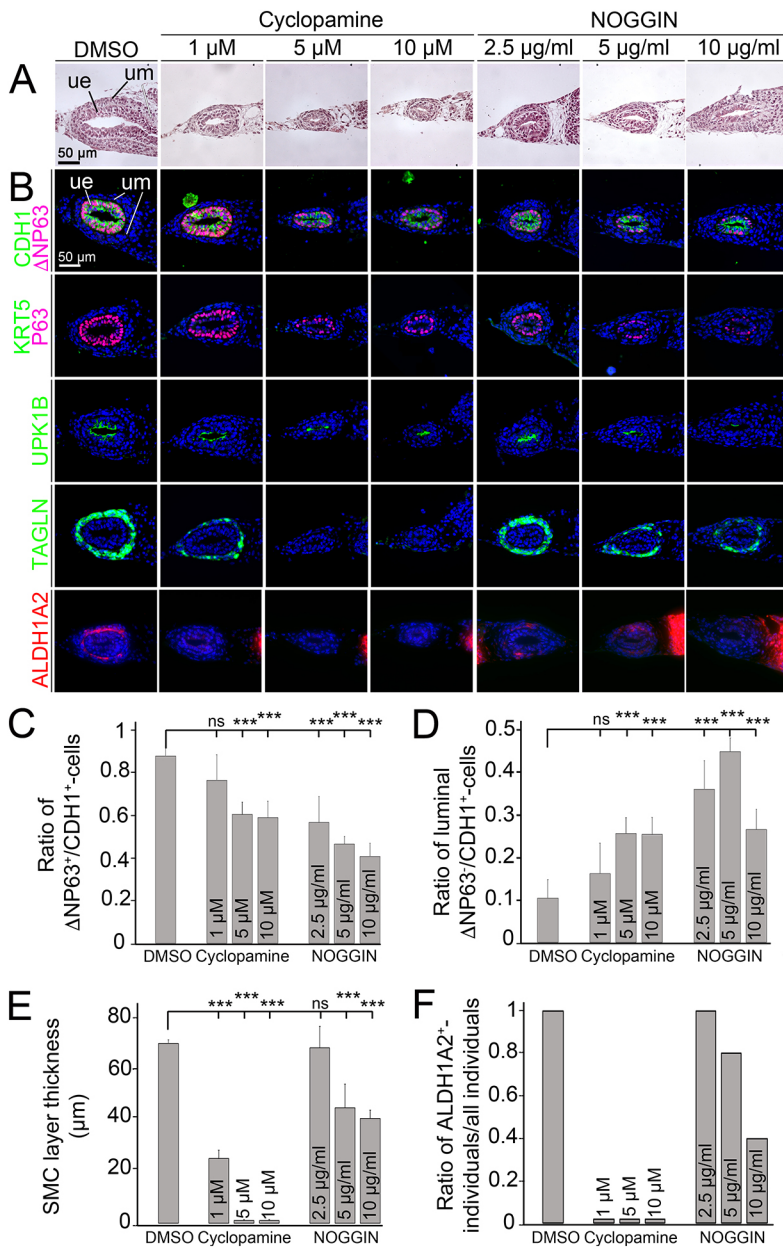 Cyclopamine NOGGIN
DMSO 1 µM 5 µM 10 µM 2.5 µg/ml 5 µg/ml 10 µg/ml
A
ue um
50 µm
B
ue um
50 µm
CDH1
ΔNP63
KRT5
P63
UPK1B
TAGLN
ALDH1A2
C
Ratio of
ΔNP63⁺/CDH1⁺-cells
1
0.8
0.6
0.4
0.2
0
ns *** *** *** *** ***
1 µM 5 µM 10 µM 2.5 µg/ml 5 µg/ml 10 µg/ml
DMSO Cyclopamine NOGGIN
D
Ratio of luminal
ΔNP63⁻/CDH1⁺-cells
0.5
0.4
0.3
0.2
0.1
0
ns *** *** *** *** ***
1 µM 5 µM 10 µM 2.5 µg/ml 5 µg/ml 10 µg/ml
DMSO Cyclopamine NOGGIN
E
SMC layer thickness
(µm)
80
60
40
20
0
*** *** *** ns *** ***
1 µM 5 µM 10 µM 2.5 µg/ml 5 µg/ml 10 µg/ml
DMSO Cyclopamine NOGGIN
F
Ratio of ALDH1A2⁺-
individuals/all individuals
1
0.8
0.6
0.4
0.2
0
1 µM 5 µM 10 µM 2.5 µg/ml 5 µg/ml 10 µg/ml
DMSO Cyclopamine NOGGIN